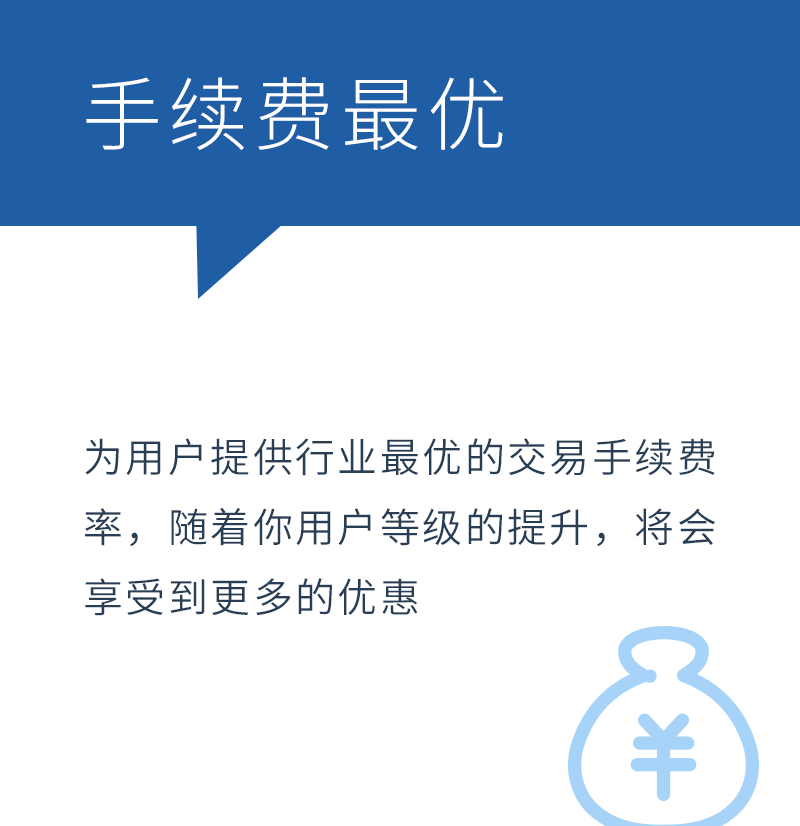 手续费最优
为用户提供行业最优的交易手续费
率，随着你用户等级的提升，将会
享受到更多的优惠
¥